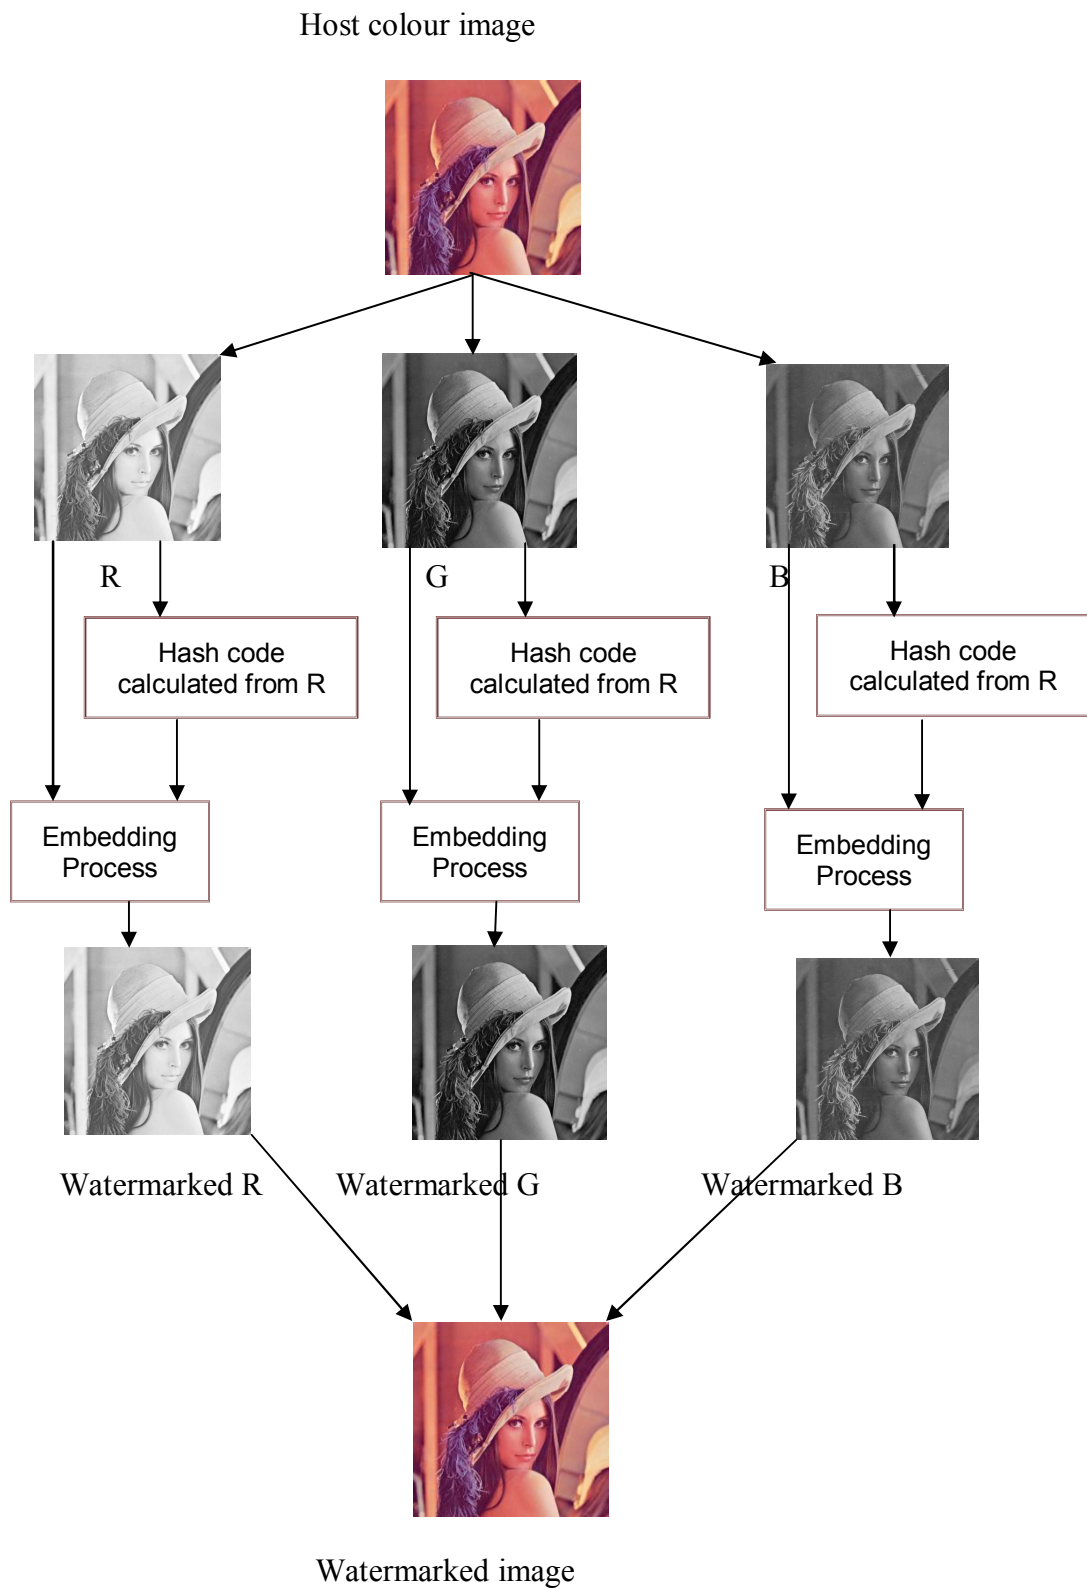 Host colour image
R
G
B
Hash code
calculated from R
Hash code
calculated from R
Hash code
calculated from R
Embedding
Process
Embedding
Process
Embedding
Process
Watermarked R
Watermarked G
Watermarked B
Watermarked image